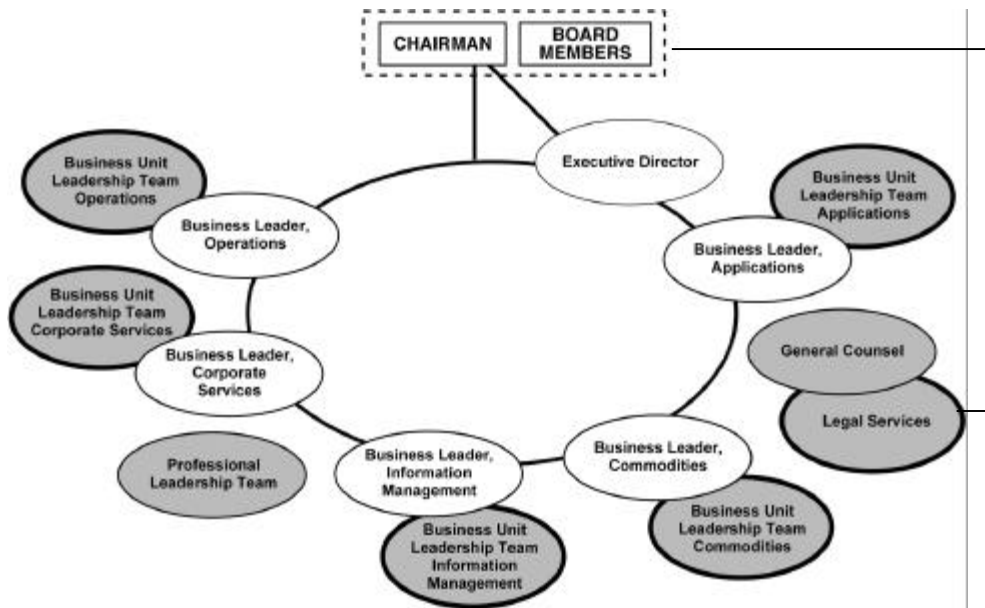 CHAIRMAN
BOARD
MEMBERS
Executive Director
Business Unit
Leadership Team
Operations
Business Unit
Leadership Team
Applications
Business Leader,
Operations
Business Leader,
Applications
Business Unit
Leadership Team
Corporate Services
General Counsel
Business Leader,
Corporate
Services
Legal Services
Professional
Leadership Team
Business Leader,
Information
Management
Business Leader,
Commodities
Business Unit
Leadership Team
Information
Management
Business Unit
Leadership Team
Commodities